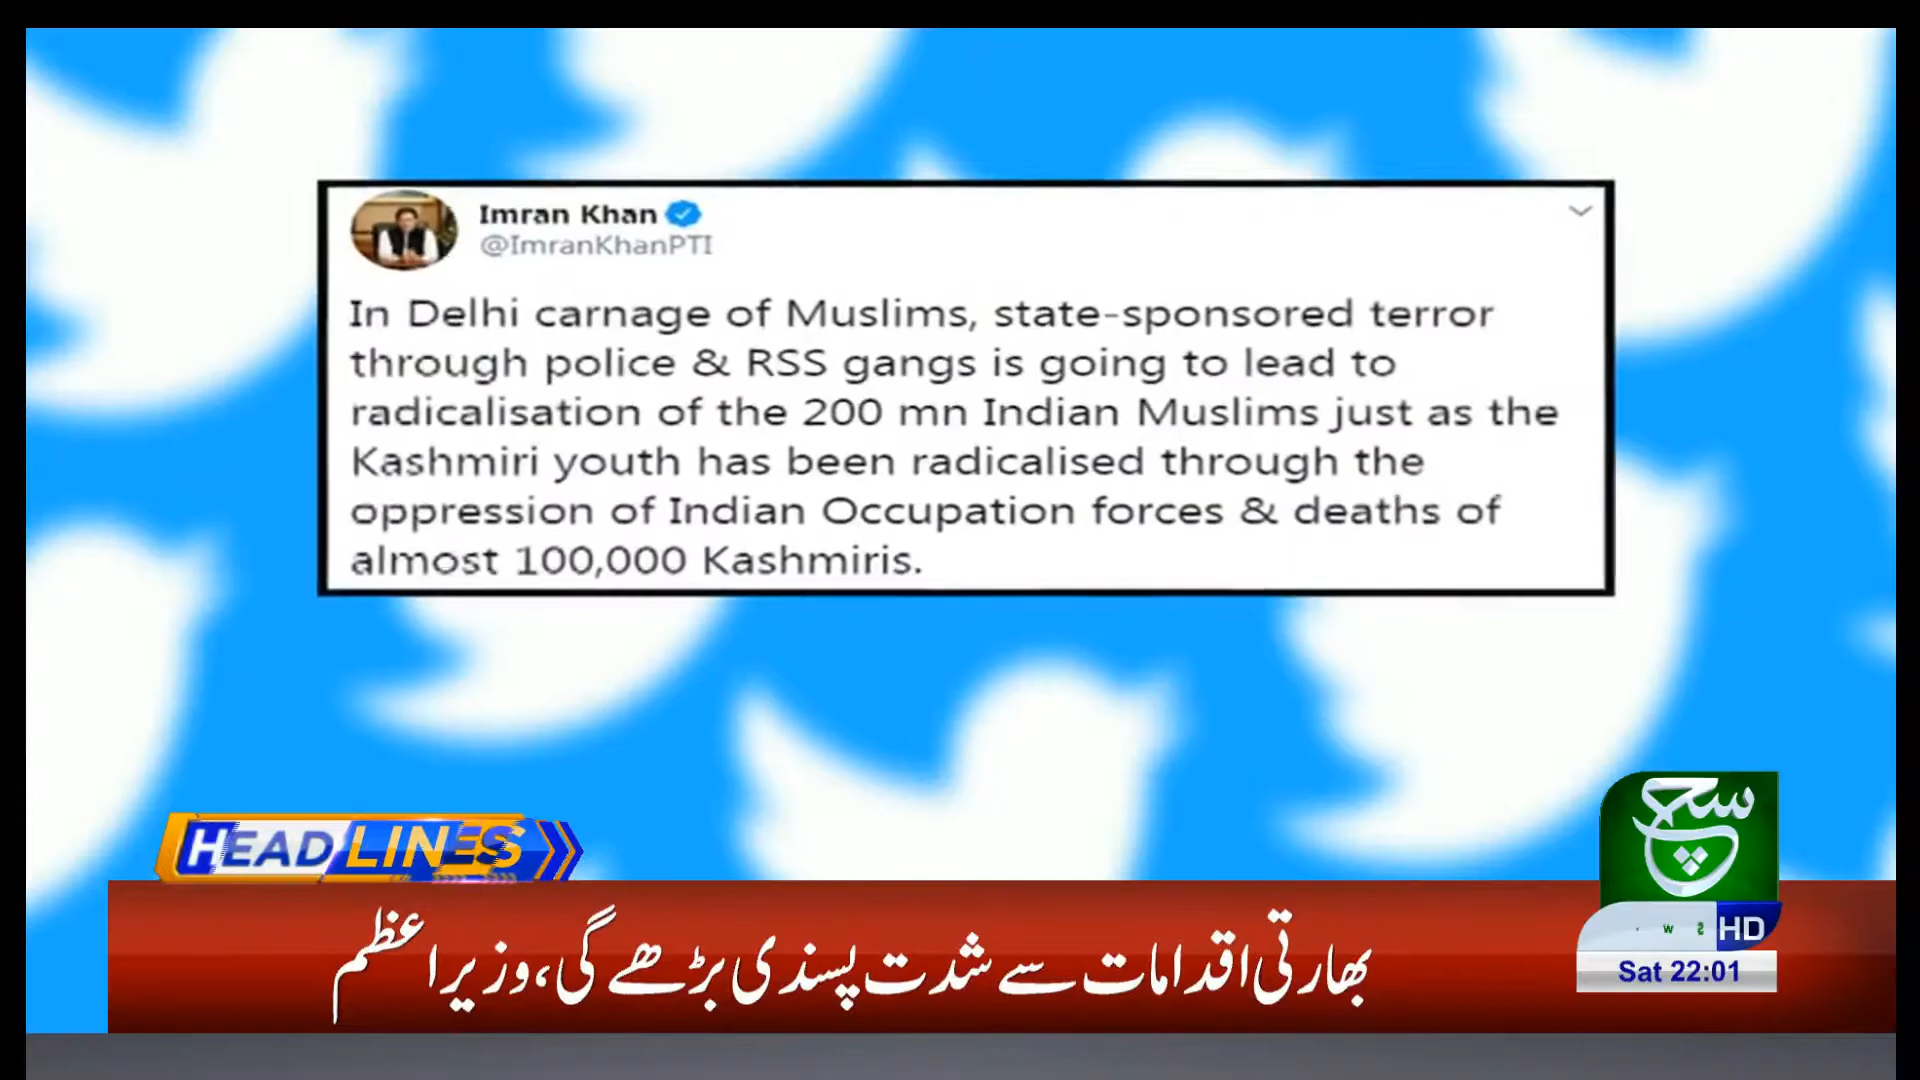 Imran Khan
@ImranKhanPTI
In Delhi carnage of Muslims, state-sponsored terror
through police & RSS gangs is going to lead to
radicalisation of the 200 mn Indian Muslims just as the
Kashmiri youth has been radicalised through the
oppression of Indian Occupation forces & deaths of
almost 100,000 Kashmiris.
HEADLINES
سچ
HD
Sat 22:01
بھارتی اقدامات سے شدت پسندی بڑھے گی، وزیراعظم